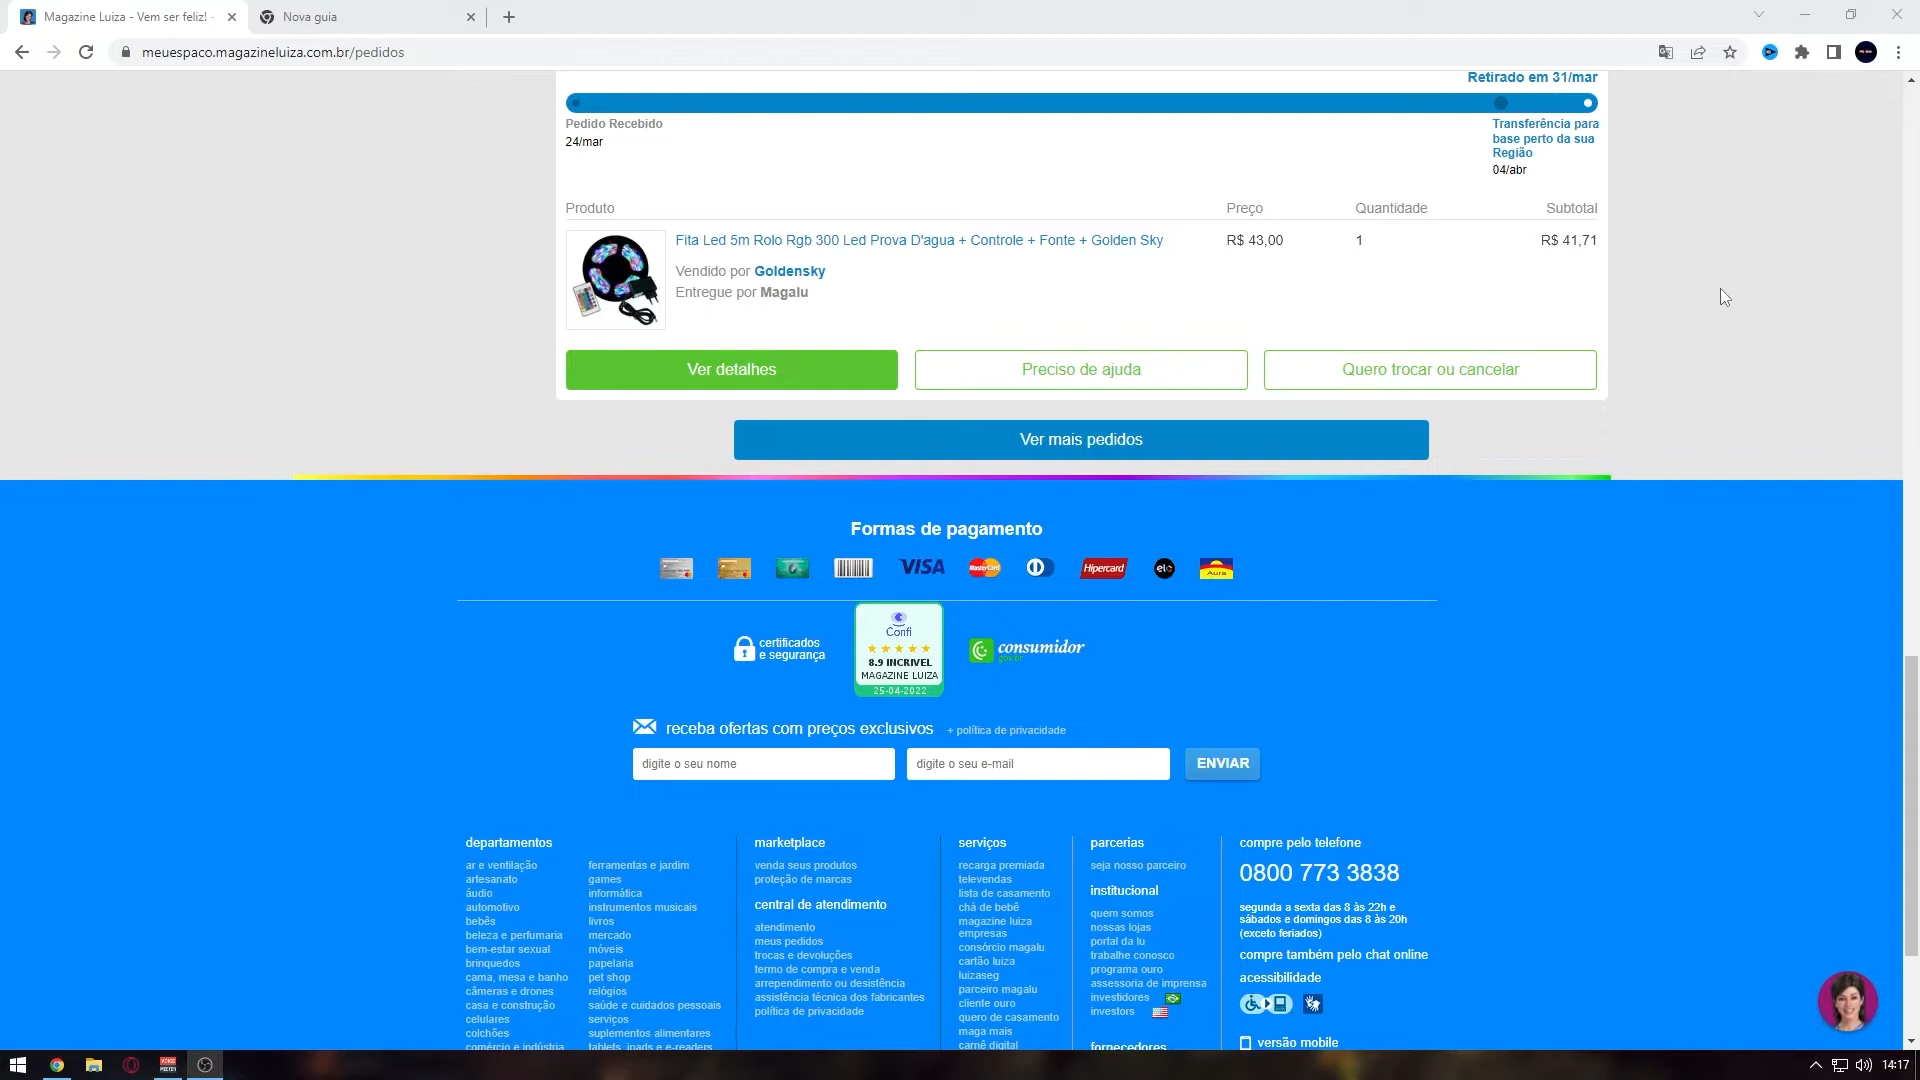 Magazine Luiza - Vem ser feliz! -
Nova guia
meuespaco.magazineluiza.com.br/pedidos
Retirado em 31/mar
Pedido Recebido
24/mar
Transferência para
base perto da sua
Região
04/abr
Produto
Preço
Quantidade
Subtotal
Fita Led 5m Rolo Rgb 300 Led Prova D'agua + Controle + Fonte + Golden Sky
R$ 43,00
1
R$ 41,71
Vendido por Goldensky
Entregue por Magalu
Ver detalhes
Preciso de ajuda
Quero trocar ou cancelar
Ver mais pedidos
Formas de pagamento
VISA
MasterCard
Hipercard
elo
Aura
certificados
e segurança
Confi
8.9 INCRIVEL
MAGAZINE LUIZA
25-04-2022
consumidor
gov.br
receba ofertas com preços exclusivos
+ política de privacidade
digite o seu nome
digite o seu e-mail
ENVIAR
departamentos
ar e ventilação
artesanato
áudio
automotivo
bebês
beleza e perfumaria
bem-estar sexual
brinquedos
cama, mesa e banho
câmeras e drones
casa e construção
celulares
colchões
comércio e indústria
ferramentas e jardim
games
informática
instrumentos musicais
livros
mercado
móveis
papelaria
pet shop
relógios
saúde e cuidados pessoais
serviços
suplementos alimentares
tablets, ipads e e-readers
marketplace
venda seus produtos
proteção de marcas
central de atendimento
atendimento
meus pedidos
trocas e devoluções
termo de compra e venda
arrependimento ou desistência
assistência técnica dos fabricantes
política de privacidade
serviços
recarga premiada
televendas
lista de casamento
chá de bebê
magazine luiza
empresas
consórcio magalu
cartão luiza
luizaseg
parceiro magalu
cliente ouro
quero de casamento
maga mais
carnê digital
parcerias
seja nosso parceiro
institucional
quem somos
nossas lojas
portal da lu
trabalhe conosco
programa ouro
assessoria de imprensa
investidores
investors
fornecedores
compre pelo telefone
0800 773 3838
segunda a sexta das 8 às 22h e
sábados e domingos das 8 às 20h
(exceto feriados)
compre também pelo chat online
acessibilidade
versão mobile
14:17